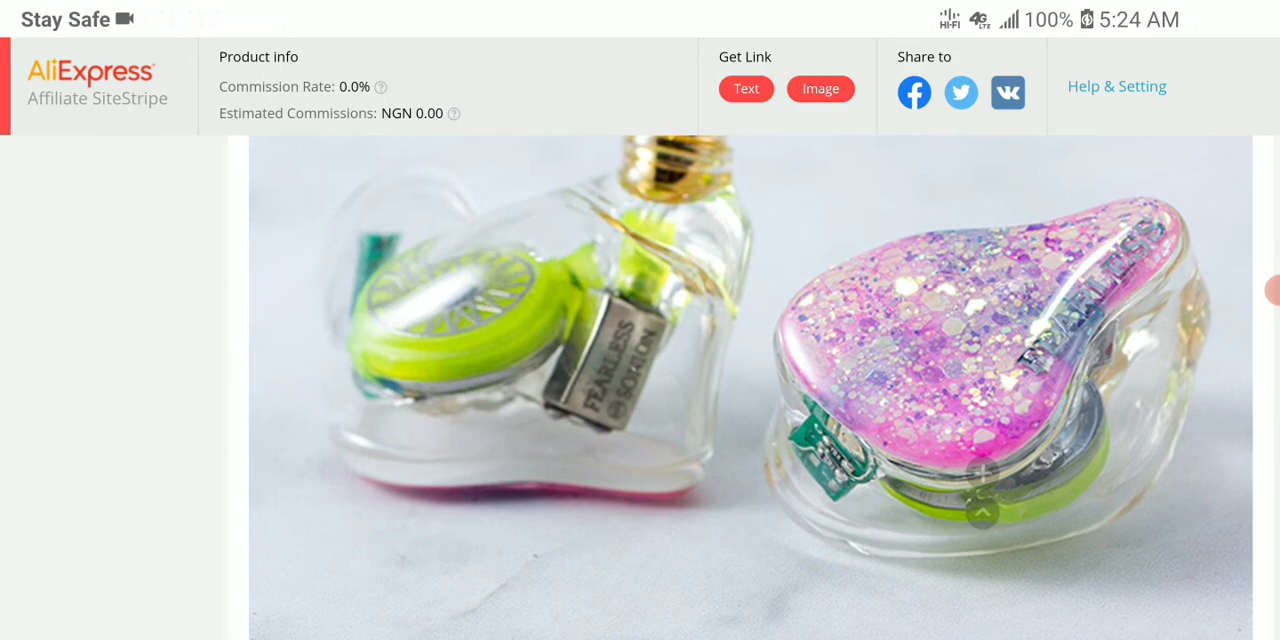 Stay Safe
HI-FI 4G LTE 100% 5:24 AM
AliExpress
Affiliate SiteStripe
Product info
Commission Rate: 0.0% ?
Estimated Commissions: NGN 0.00 ?
Get Link
Text Image
Share to
Help & Setting
FEARLESS
SONION
FEARLESS